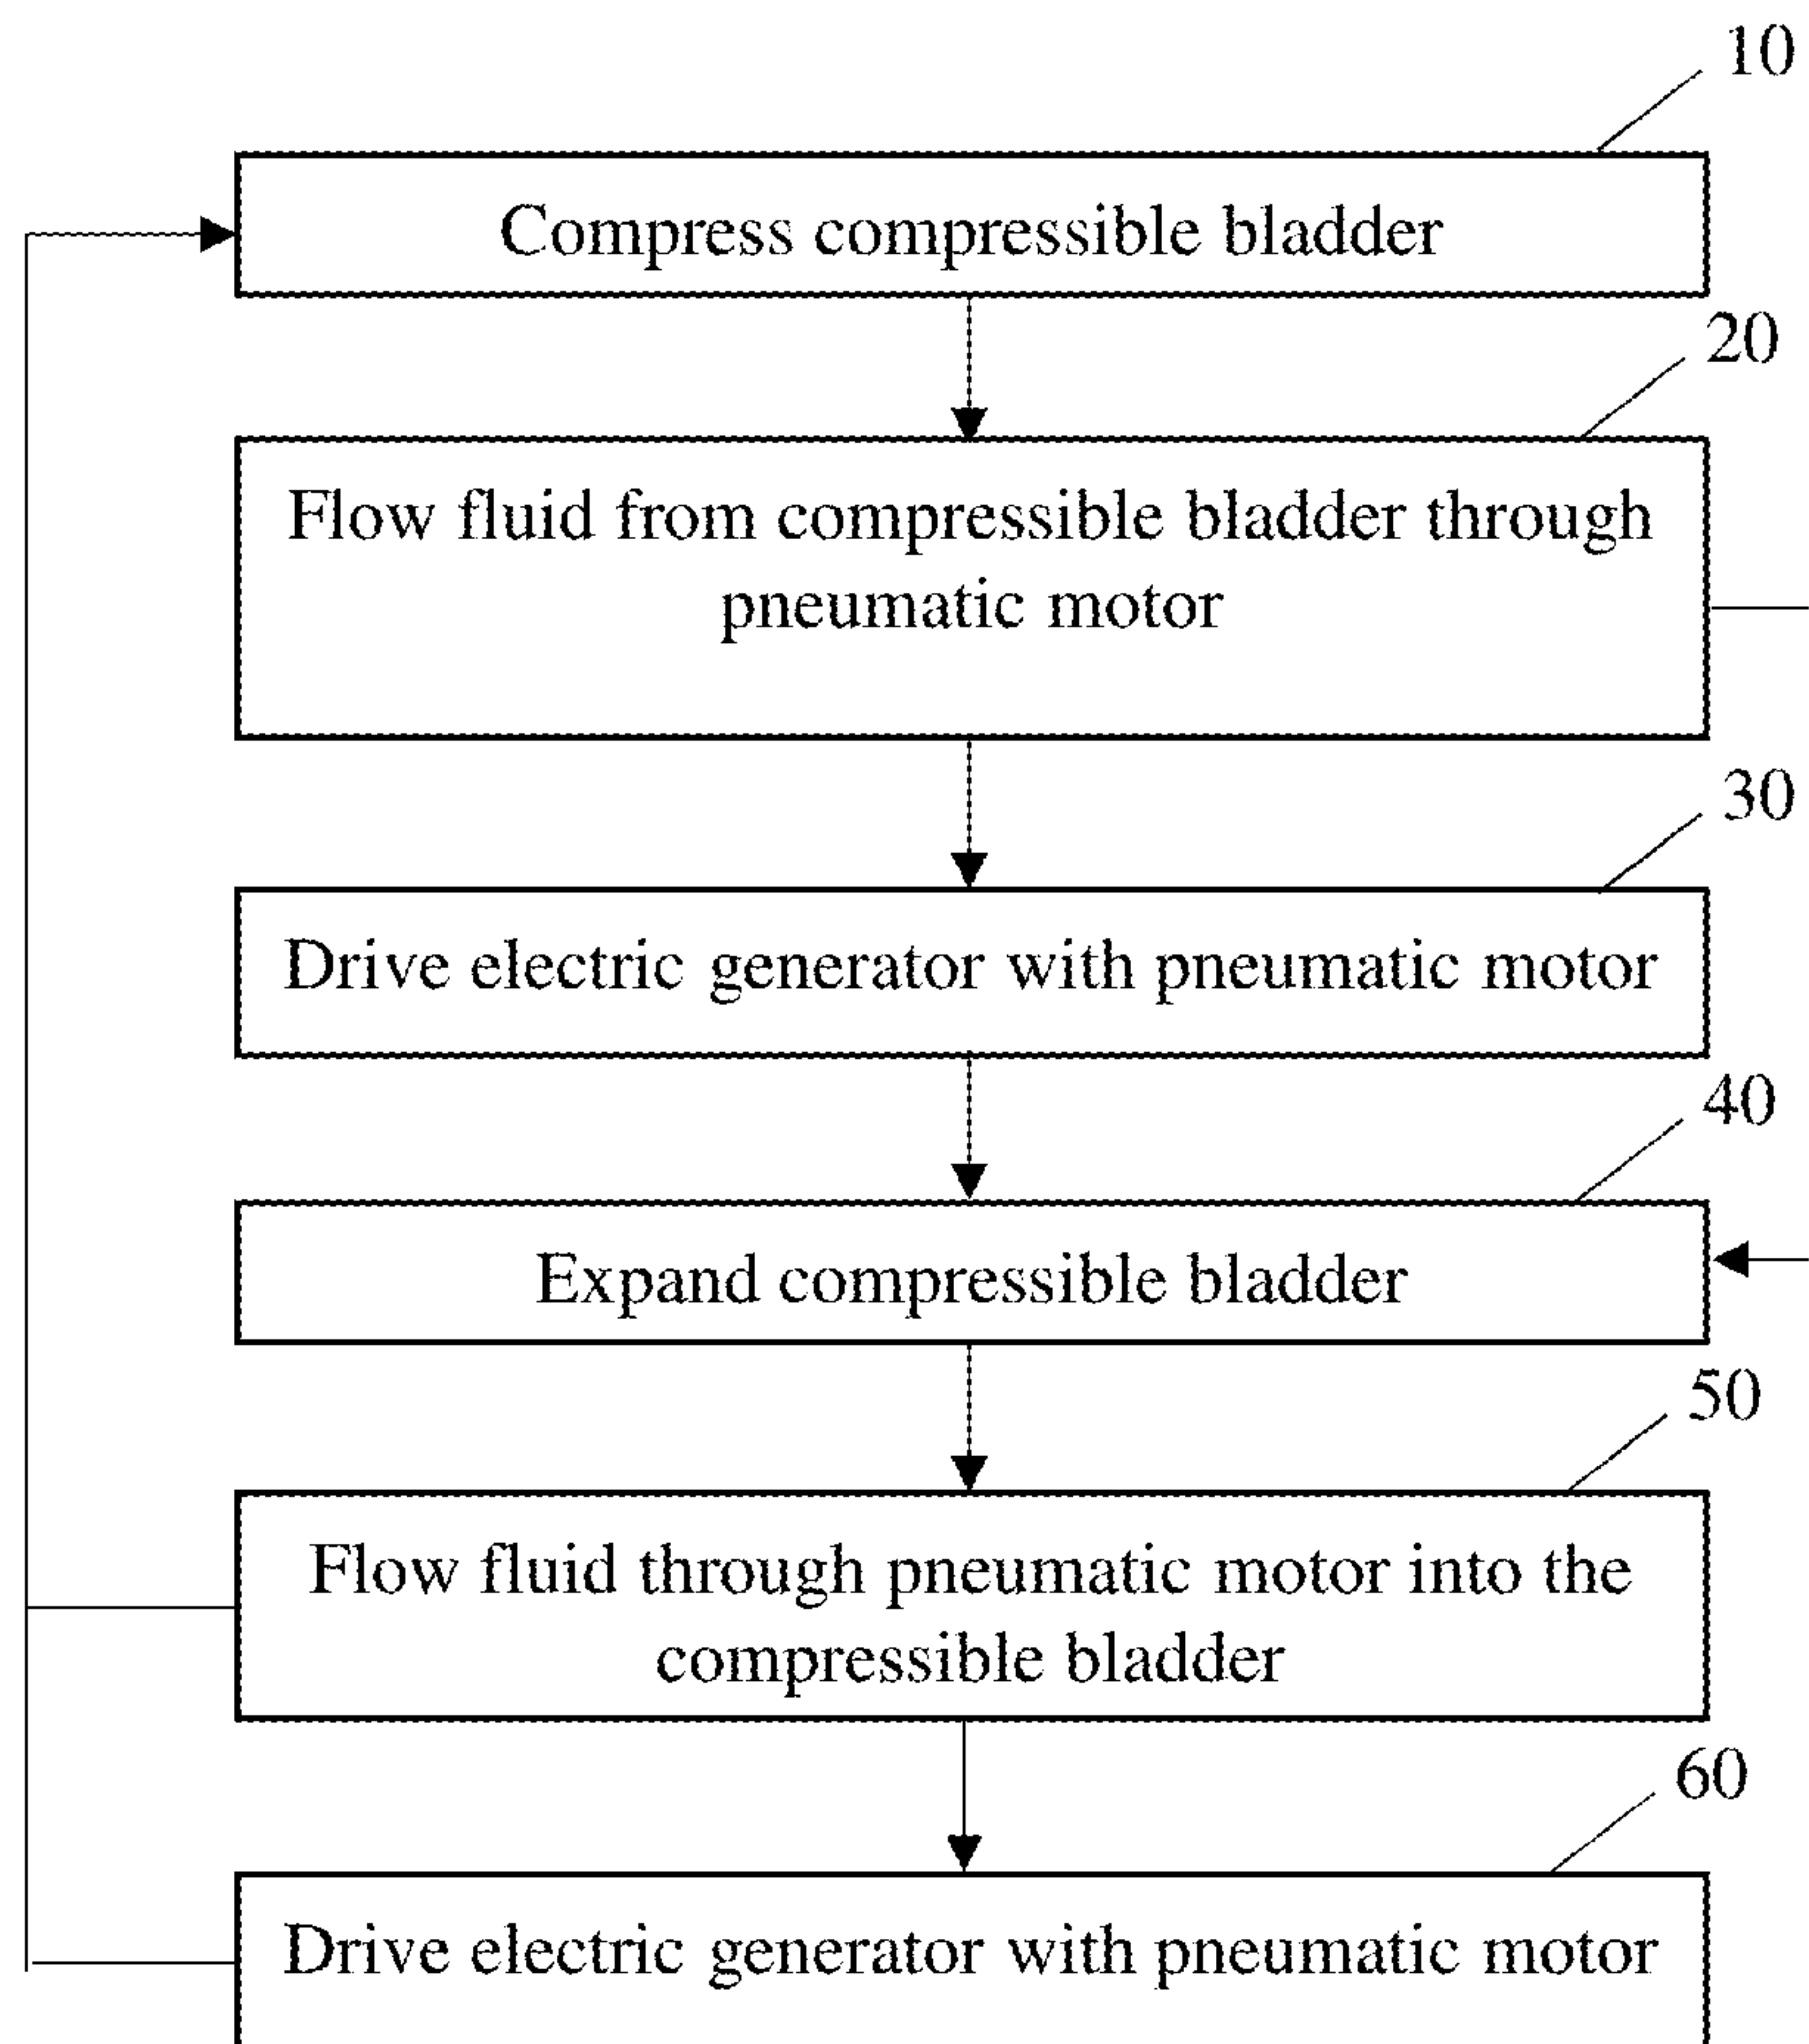 10
Compress compressible bladder
20
Flow fluid from compressible bladder through
pneumatic motor
30
Drive electric generator with pneumatic motor
40
Expand compressible bladder
50
Flow fluid through pneumatic motor into the
compressible bladder
60
Drive electric generator with pneumatic motor